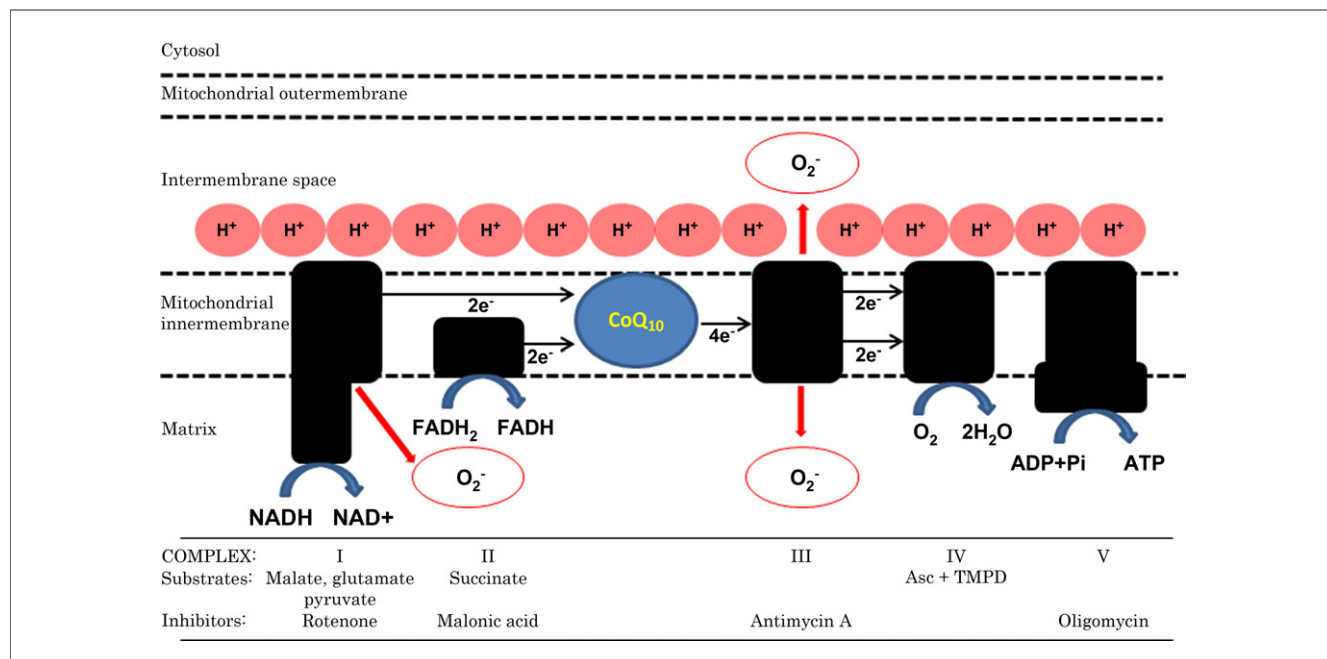 Cytosol
Mitochondrial outermembrane
O₂⁻
Intermembrane space
H⁺ H⁺ H⁺ H⁺ H⁺ H⁺ H⁺ H⁺ H⁺ H⁺ H⁺ H⁺ H⁺ H⁺
Mitochondrial
innermembrane
2e⁻
CoQ₁₀
2e⁻
4e⁻
2e⁻
2e⁻
Matrix
FADH₂ FADH
O₂ 2H₂O
ADP+Pi ATP
O₂⁻
O₂⁻
NADH NAD+
COMPLEX: I II III IV V
Substrates: Malate, glutamate Succinate Asc + TMPD
pyruvate
Inhibitors: Rotenone Malonic acid Antimycin A Oligomycin